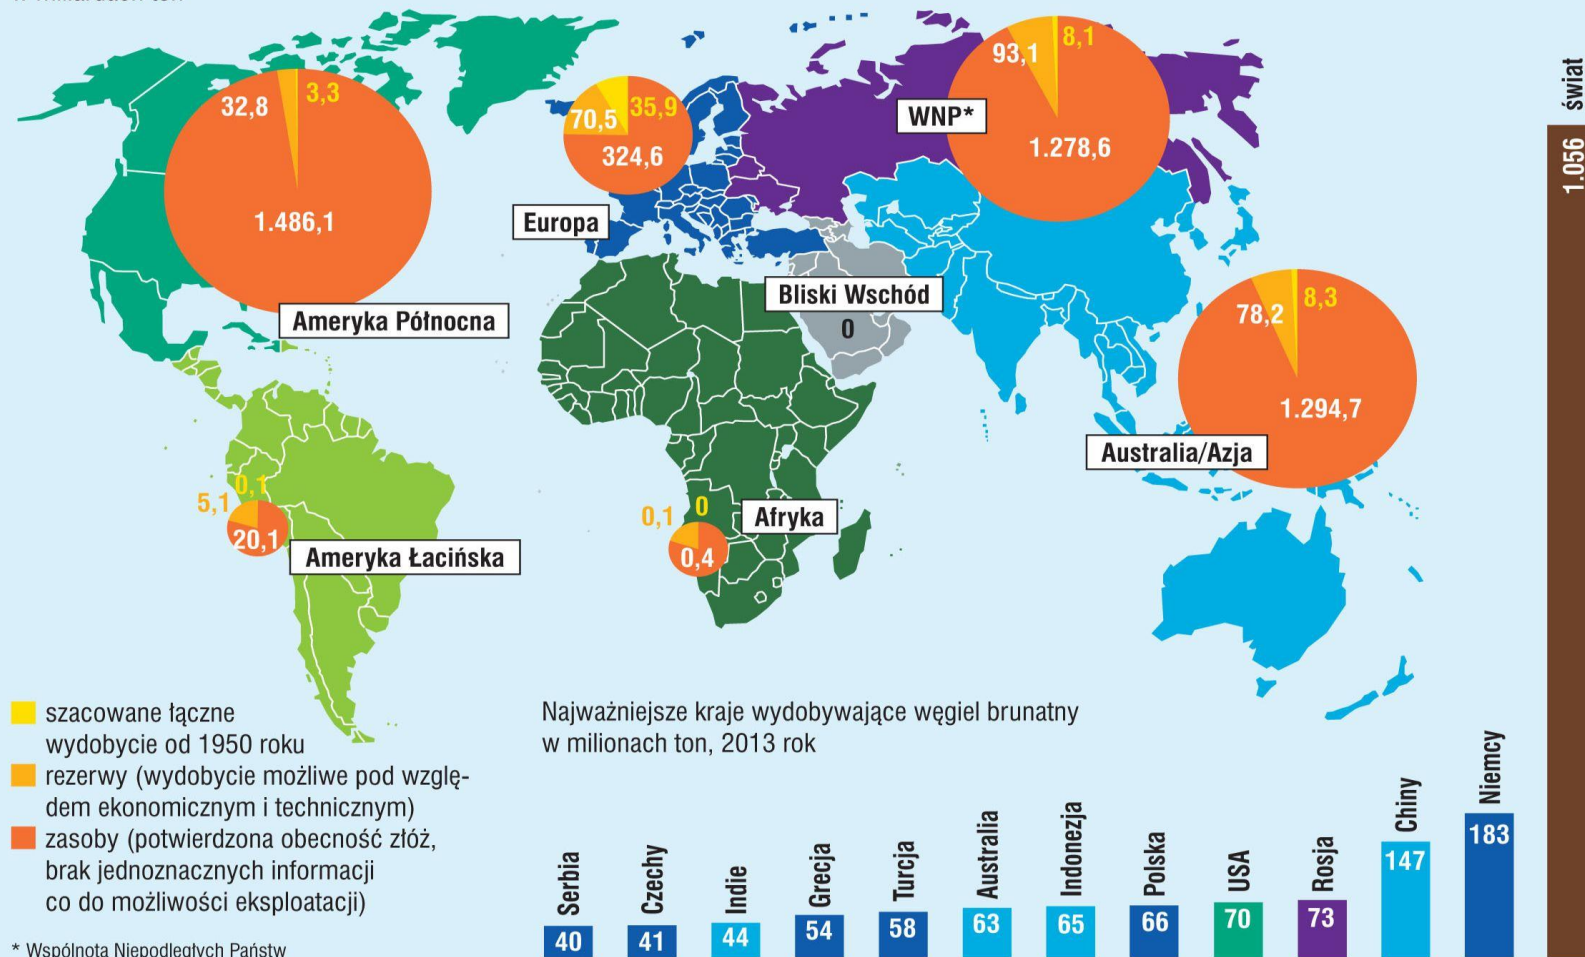 32,8
3,3
1.486,1
Ameryka Północna
70,5
35,9
324,6
Europa
93,1
8,1
WNP*
1.278,6
Bliski Wschód
0
78,2
8,3
1.294,7
Australia/Azja
5,1
0,1
20,1
Ameryka Łacińska
0,1
0
0,4
Afryka
szacowane łączne
wydobycie od 1950 roku
rezerwy (wydobycie możliwe pod wzglę-
dem ekonomicznym i technicznym)
zasoby (potwierdzona obecność złóż,
brak jednoznacznych informacji
co do możliwości eksploatacji)
* Wspólnota Niepodległych Państw
Najważniejsze kraje wydobywające węgiel brunatny
w milionach ton, 2013 rok
Serbia
40
Czechy
41
Indie
44
Grecja
54
Turcja
58
Australia
63
Indonezja
65
Polska
66
USA
70
Rosja
73
Chiny
147
Niemcy
183
świat
1.056